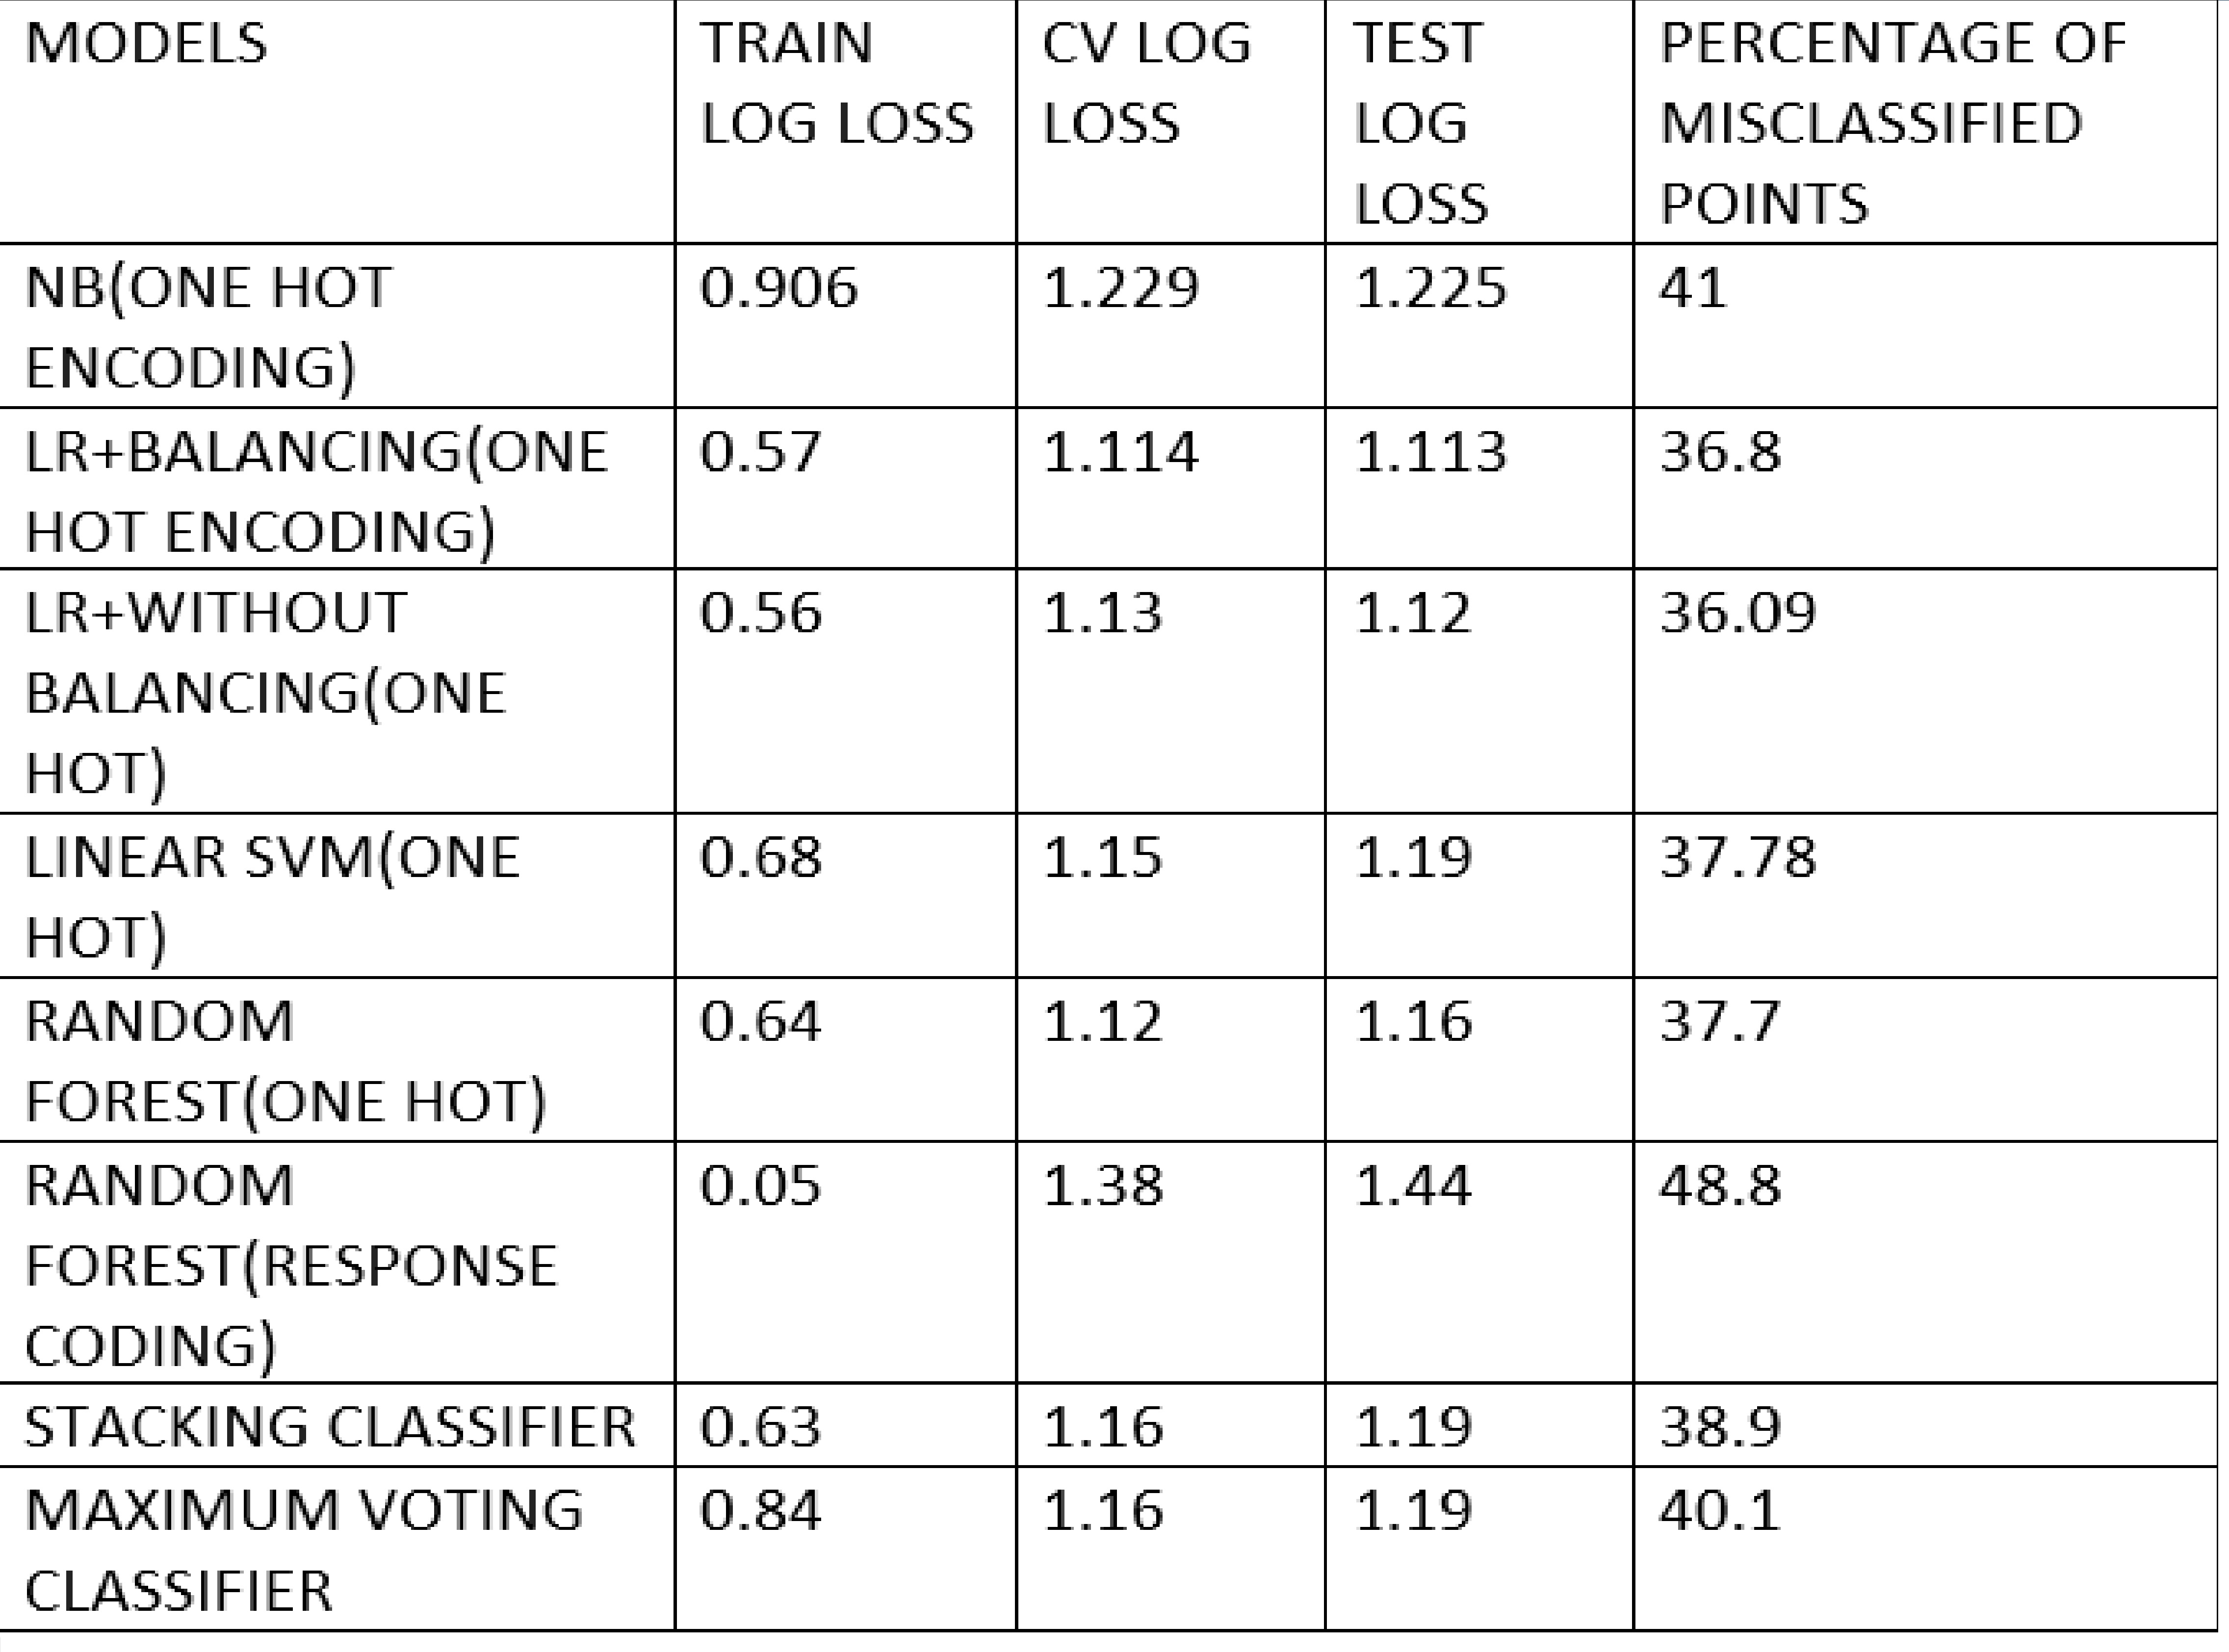 MODELS
TRAIN
LOG LOSS
CV LOG
LOSS
TEST
LOG
LOSS
PERCENTAGE OF
MISCLASSIFIED
POINTS
NB(ONE HOT
ENCODING)
0.906
1.229
1.225
41
LR+BALANCING(ONE
HOT ENCODING)
0.57
1.114
1.113
36.8
LR+WITHOUT
BALANCING(ONE
HOT)
0.56
1.13
1.12
36.09
LINEAR SVM(ONE
HOT)
0.68
1.15
1.19
37.78
RANDOM
FOREST(ONE HOT)
0.64
1.12
1.16
37.7
RANDOM
FOREST(RESPONSE
CODING)
0.05
1.38
1.44
48.8
STACKING CLASSIFIER
0.63
1.16
1.19
38.9
MAXIMUM VOTING
CLASSIFIER
0.84
1.16
1.19
40.1